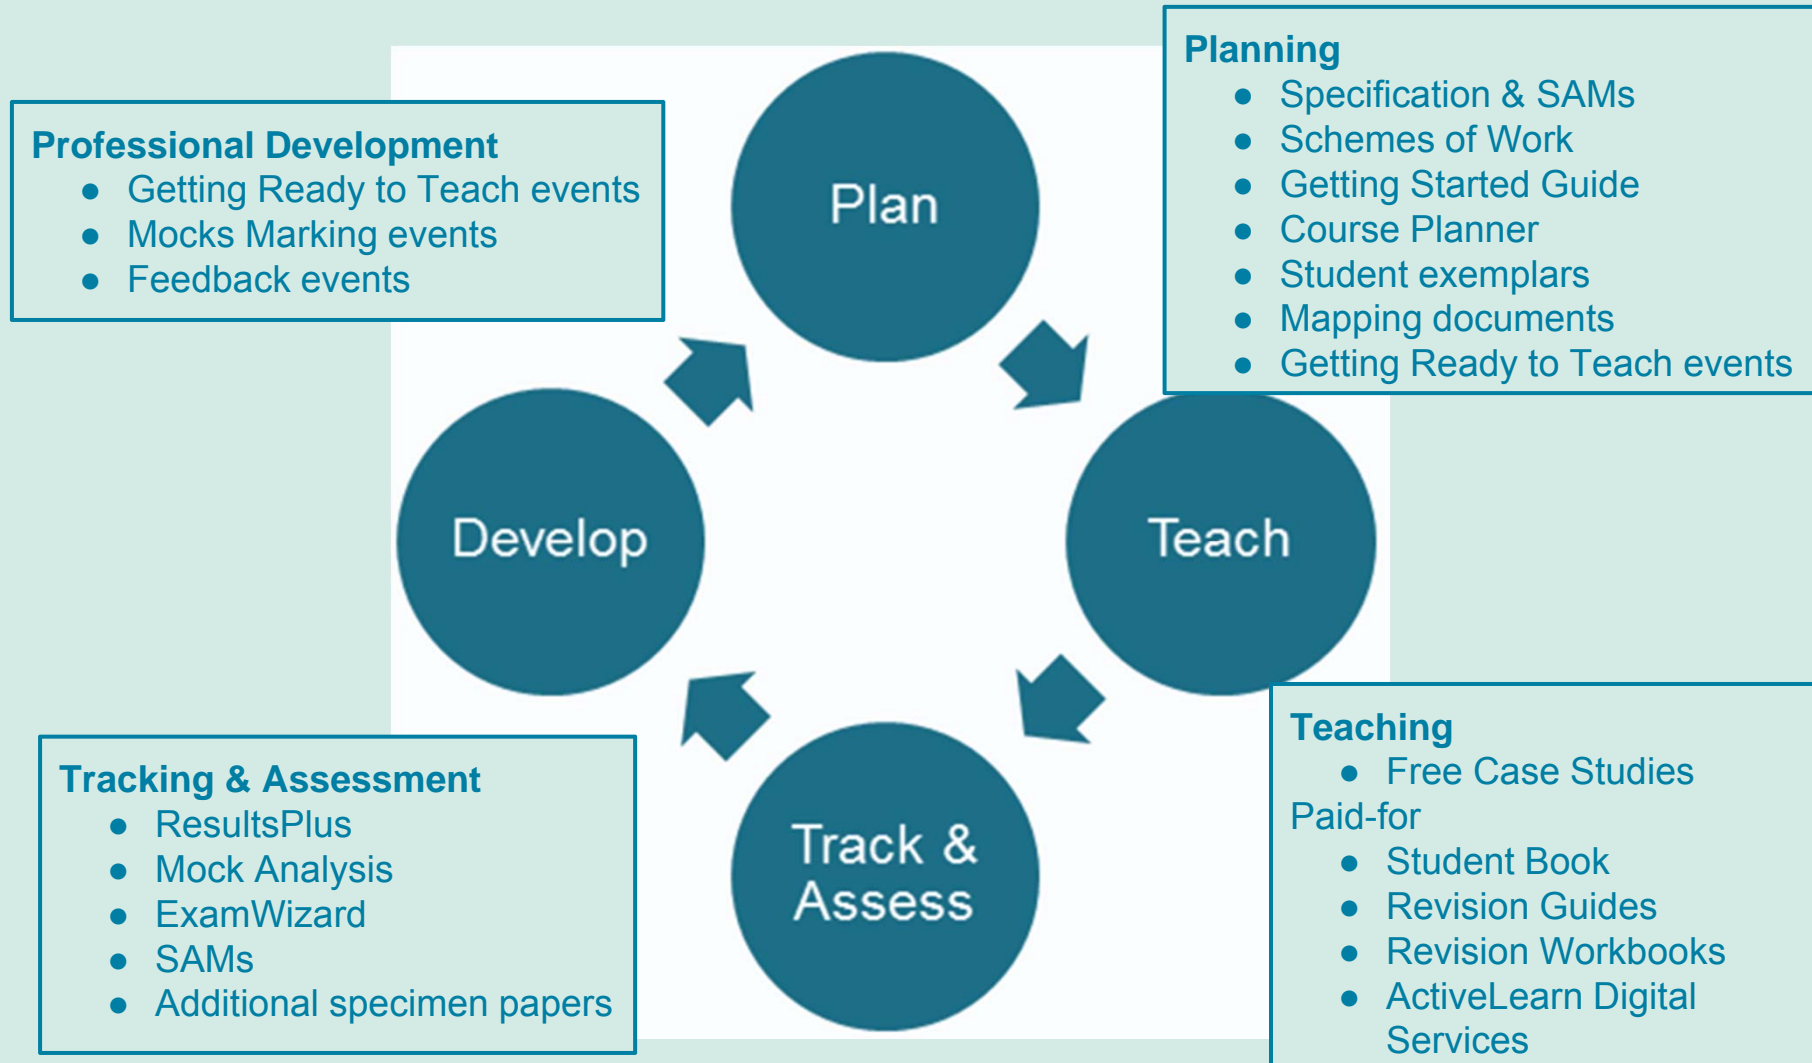 Planning
● Specification & SAMs
● Schemes of Work
● Getting Started Guide
● Course Planner
● Student exemplars
● Mapping documents
● Getting Ready to Teach events
Professional Development
● Getting Ready to Teach events
● Mocks Marking events
● Feedback events
Plan
Develop
Teach
Track &
Assess
Tracking & Assessment
● ResultsPlus
● Mock Analysis
● ExamWizard
● SAMs
● Additional specimen papers
Teaching
● Free Case Studies
Paid-for
● Student Book
● Revision Guides
● Revision Workbooks
● ActiveLearn Digital
Services